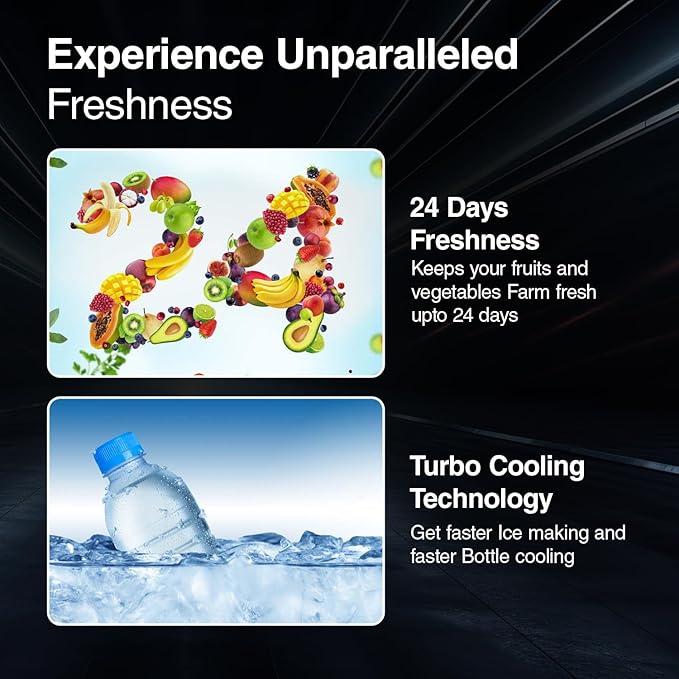 Experience Unparalleled
Freshness
24
24 Days
Freshness
Keeps your fruits and
vegetables Farm fresh
upto 24 days
Turbo Cooling
Technology
Get faster Ice making and
faster Bottle cooling